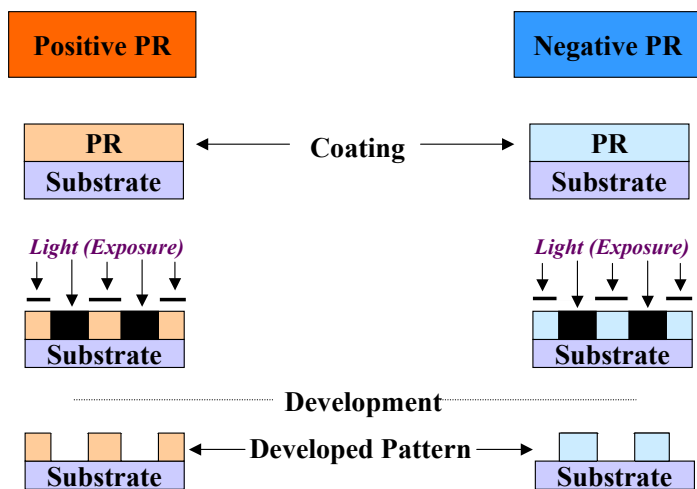 Positive PR
Negative PR
PR
Coating
PR
Substrate
Substrate
Light (Exposure)
Light (Exposure)
Substrate
Substrate
Development
Developed Pattern
Substrate
Substrate